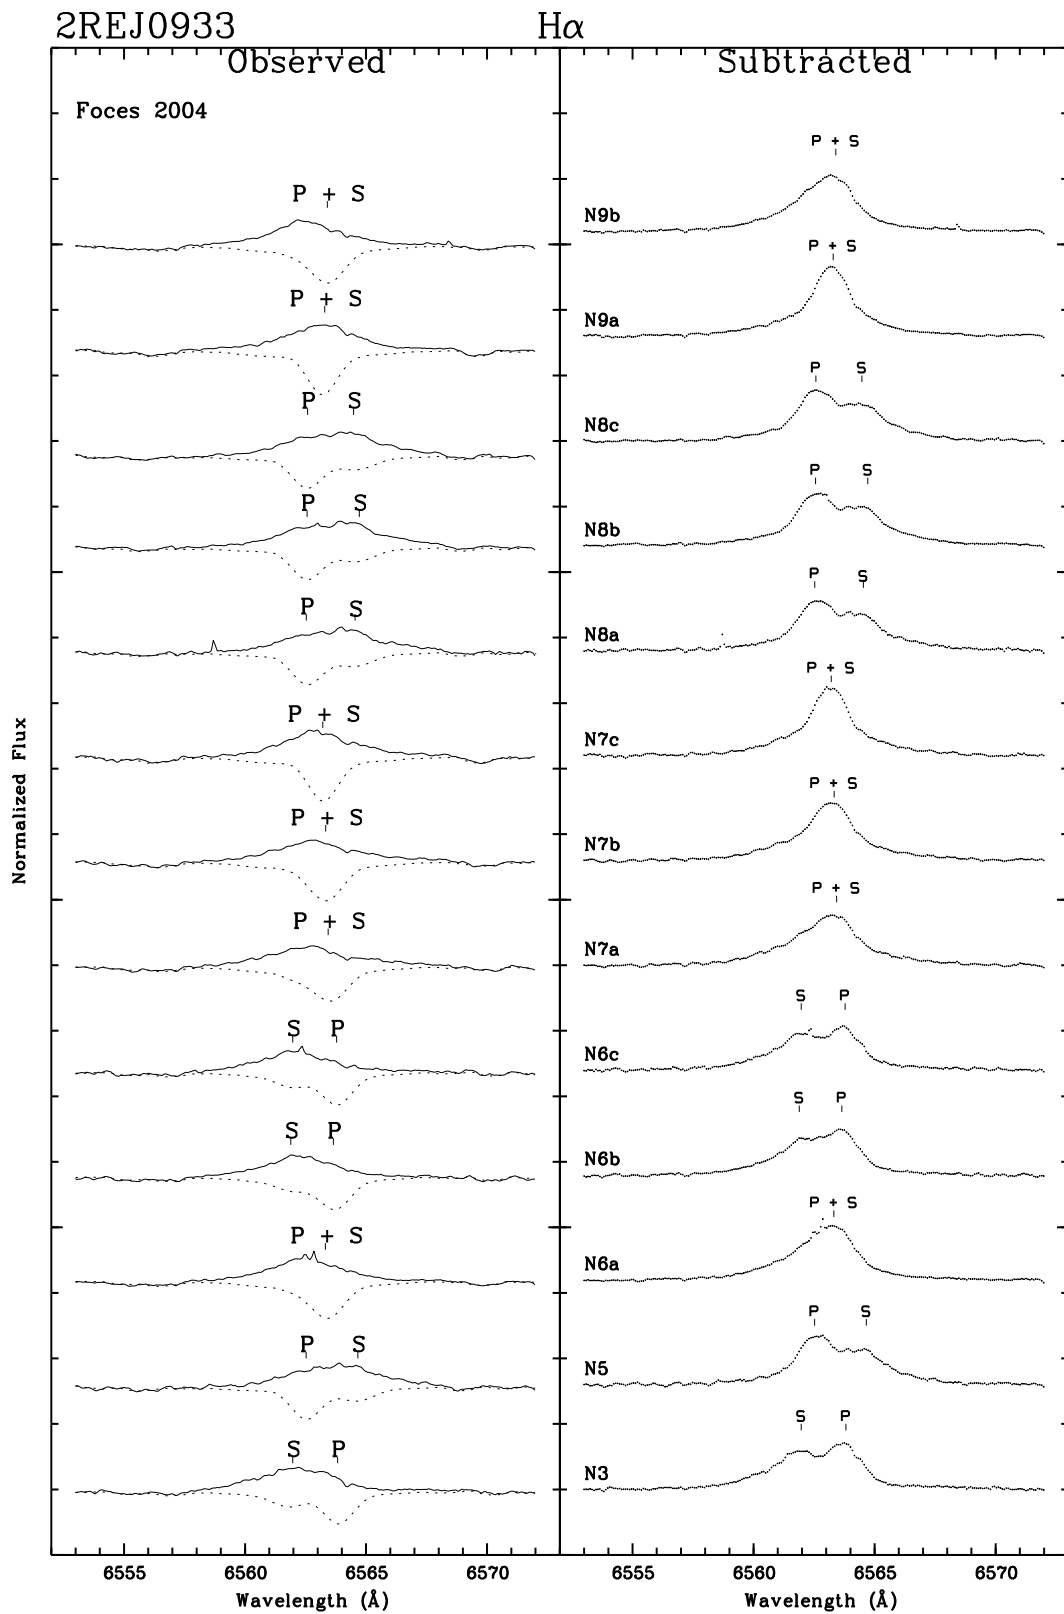 2REJ0933
Hα
Observed
Subtracted
Foces 2004
P + S
P + S
N9b
P + S
P + S
N9a
P S
P S
N8c
P S
P S
N8b
P S
P S
N8a
P + S
P + S
N7c
P + S
P + S
N7b
P + S
P + S
N7a
S P
S P
N6c
S P
S P
N6b
P + S
P + S
N6a
P S
P S
N5
S P
S P
N3
Normalized Flux
6555 6560 6565 6570
6555 6560 6565 6570
Wavelength (Å)
Wavelength (Å)